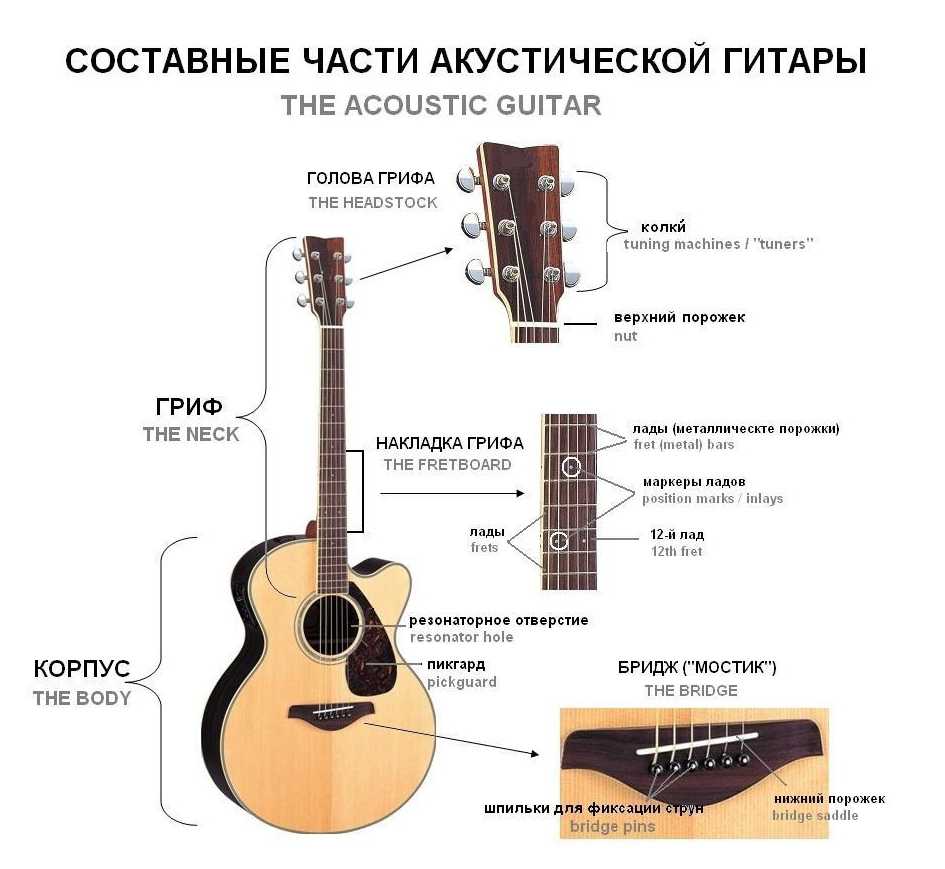 СОСТАВНЫЕ ЧАСТИ АКУСТИЧЕСКОЙ ГИТАРЫ
THE ACOUSTIC GUITAR
ГОЛОВА ГРИФА
THE HEADSTOCK
колки́
tuning machines / "tuners"
верхний порожек
nut
ГРИФ
THE NECK
НАКЛАДКА ГРИФА
THE FRETBOARD
лады (металлическте порожки)
fret (metal) bars
маркеры ладов
position marks / inlays
лады
frets
12-й лад
12th fret
резонаторное отверстие
resonator hole
пикгард
pickguard
КОРПУС
THE BODY
БРИДЖ ("МОСТИК")
THE BRIDGE
шпильки для фиксации струн
bridge pins
нижний порожек
bridge saddle